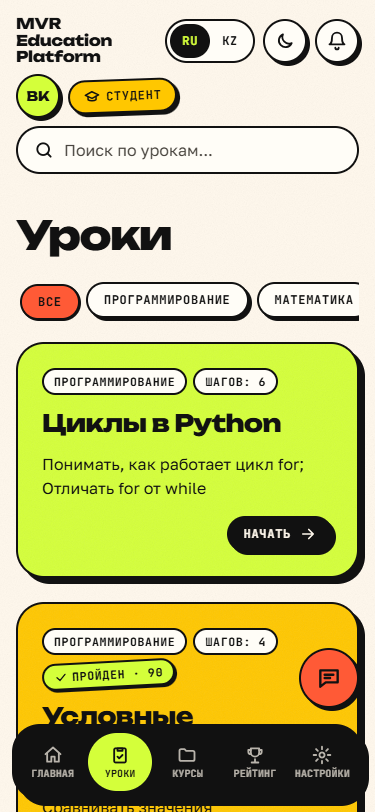 MVR
Education
Platform
RU KZ
ВК СТУДЕНТ
Поиск по урокам...
Уроки
ВСЕ ПРОГРАММИРОВАНИЕ МАТЕМАТИКА
ПРОГРАММИРОВАНИЕ ШАГОВ: 6
Циклы в Python
Понимать, как работает цикл for;
Отличать for от while
НАЧАТЬ →
ПРОГРАММИРОВАНИЕ ШАГОВ: 4
✓ ПРОЙДЕН · 90
Условные
ГЛАВНАЯ УРОКИ КУРСЫ РЕЙТИНГ НАСТРОЙКИ
Сравнивать значения